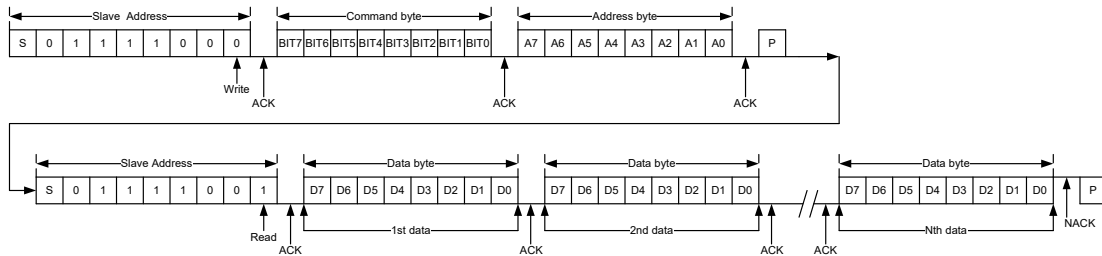 Slave Address Command byte Address byte
S 0 1 1 1 1 0 0 0 BIT7 BIT6 BIT5 BIT4 BIT3 BIT2 BIT1 BIT0 A7 A6 A5 A4 A3 A2 A1 A0 P
Write ACK ACK ACK
Slave Address Data byte Data byte Data byte
S 0 1 1 1 1 0 0 1 D7 D6 D5 D4 D3 D2 D1 D0 D7 D6 D5 D4 D3 D2 D1 D0 D7 D6 D5 D4 D3 D2 D1 D0 P
Read ACK 1st data ACK 2nd data ACK ACK Nth data NACK